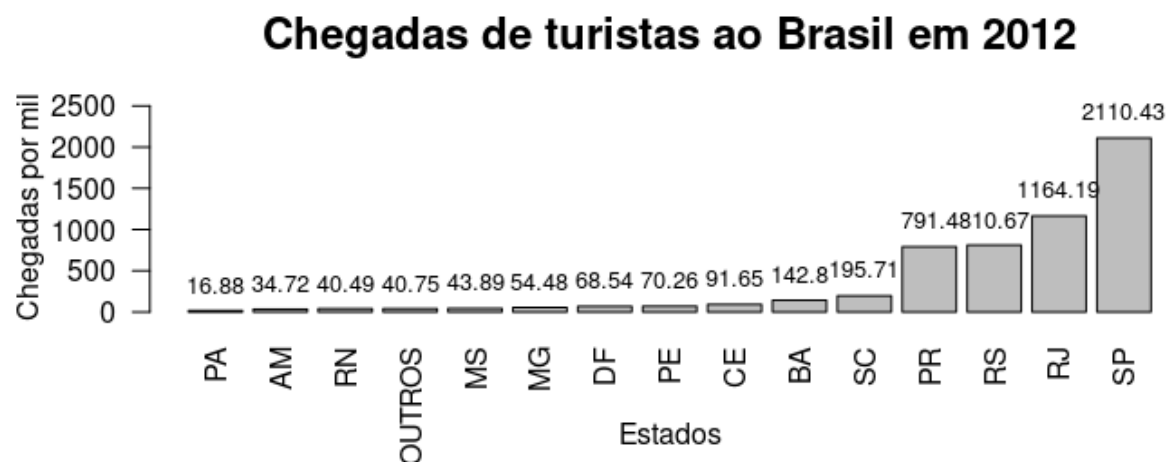 Chegadas de turistas ao Brasil em 2012
Chegadas por mil
2500
2000
1500
1000
500
0
16.88 34.72 40.49 40.75 43.89 54.48 68.54 70.26 91.65 142.8 195.71 791.48 810.67 1164.19 2110.43
PA AM RN OUTROS MS MG DF PE CE BA SC PR RS RJ SP
Estados